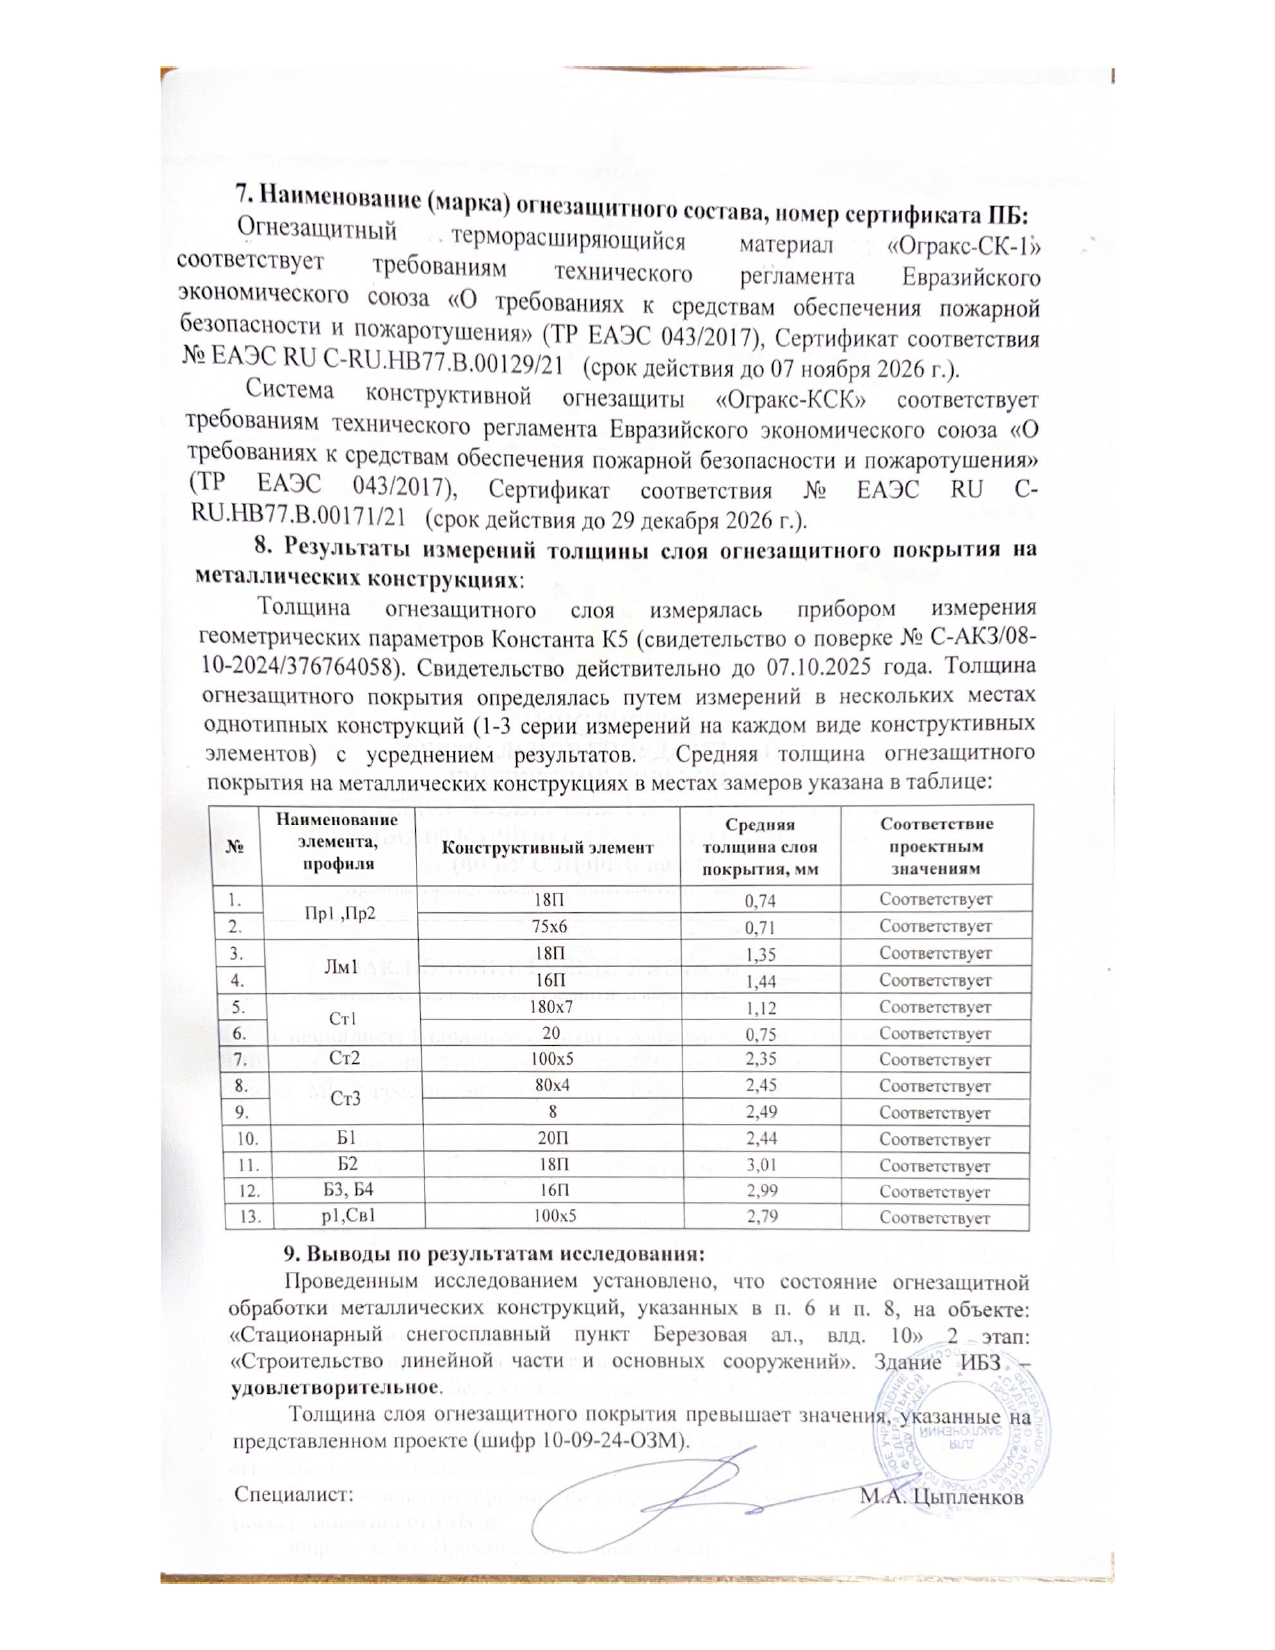 7. Наименование (марка) огнезащитного состава, номер сертификата ПБ:
Огнезащитный терморасширяющийся материал «Огракс-СК-1»
соответствует требованиям технического регламента Евразийского
экономического союза «О требованиях к средствам обеспечения пожарной
безопасности и пожаротушения» (ТР ЕАЭС 043/2017), Сертификат соответствия
№ ЕАЭС RU C-RU.НВ77.В.00129/21 (срок действия до 07 ноября 2026 г.).
Система конструктивной огнезащиты «Огракс-КСК» соответствует
требованиям технического регламента Евразийского экономического союза «О
требованиях к средствам обеспечения пожарной безопасности и пожаротушения»
(ТР ЕАЭС 043/2017), Сертификат соответствия № ЕАЭС RU C-
RU.НВ77.В.00171/21 (срок действия до 29 декабря 2026 г.).
8. Результаты измерений толщины слоя огнезащитного покрытия на
металлических конструкциях:
Толщина огнезащитного слоя измерялась прибором измерения
геометрических параметров Константа К5 (свидетельство о поверке № С-АКЗ/08-
10-2024/376764058). Свидетельство действительно до 07.10.2025 года. Толщина
огнезащитного покрытия определялась путем измерений в нескольких местах
однотипных конструкций (1-3 серии измерений на каждом виде конструктивных
элементов) с усреднением результатов. Средняя толщина огнезащитного
покрытия на металлических конструкциях в местах замеров указана в таблице:
№ Наименование элемента, профиля Конструктивный элемент Средняя толщина слоя покрытия, мм Соответствие проектным значениям
1. Пр1 ,Пр2 18П 0,74 Соответствует
2. 75х6 0,71 Соответствует
3. Лм1 18П 1,35 Соответствует
4. 16П 1,44 Соответствует
5. Ст1 180х7 1,12 Соответствует
6. 20 0,75 Соответствует
7. Ст2 100х5 2,35 Соответствует
8. Ст3 80х4 2,45 Соответствует
9. 8 2,49 Соответствует
10. Б1 20П 2,44 Соответствует
11. Б2 18П 3,01 Соответствует
12. Б3, Б4 16П 2,99 Соответствует
13. р1,Св1 100х5 2,79 Соответствует
9. Выводы по результатам исследования:
Проведенным исследованием установлено, что состояние огнезащитной
обработки металлических конструкций, указанных в п. 6 и п. 8, на объекте:
«Стационарный снегосплавный пункт Березовая ал., влд. 10» 2 этап:
«Строительство линейной части и основных сооружений». Здание ИБЗ –
удовлетворительное.
Толщина слоя огнезащитного покрытия превышает значения, указанные на
представленном проекте (шифр 10-09-24-ОЗМ).
Специалист: М.А. Цыпленков
ДЛЯ
ЗАКЛЮЧЕНИЙ